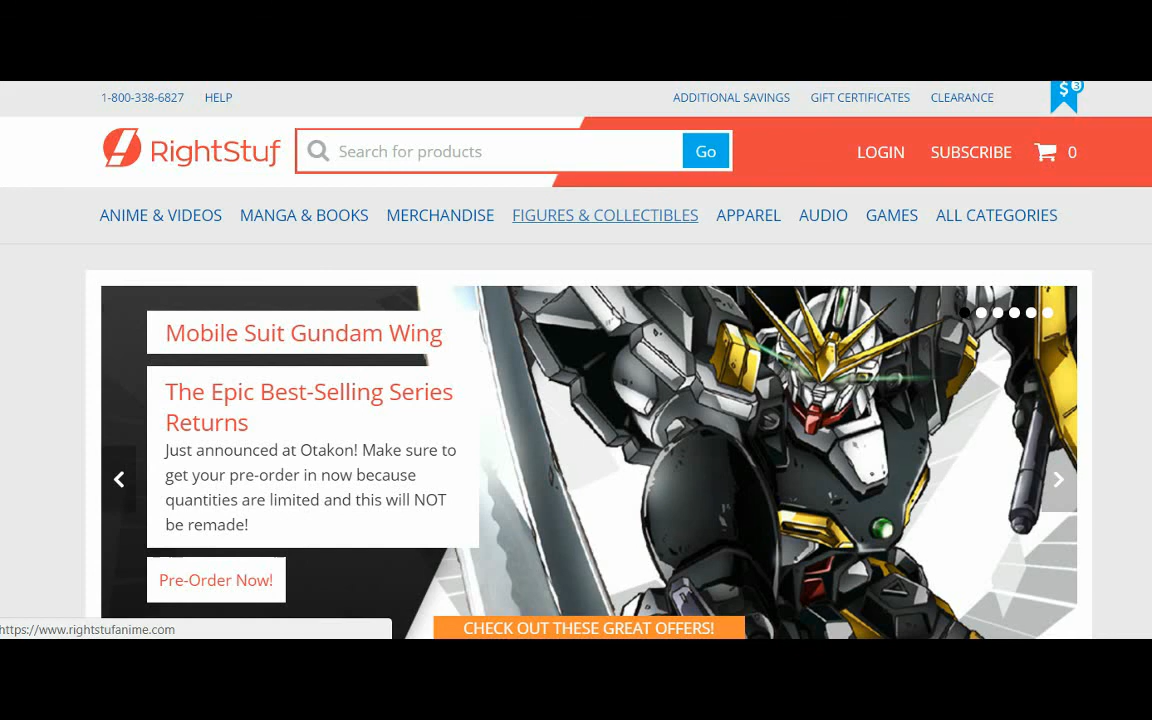 1-800-338-6827 HELP ADDITIONAL SAVINGS GIFT CERTIFICATES CLEARANCE $ 3
RightStuf Search for products Go LOGIN SUBSCRIBE 0
ANIME & VIDEOS MANGA & BOOKS MERCHANDISE FIGURES & COLLECTIBLES APPAREL AUDIO GAMES ALL CATEGORIES
Mobile Suit Gundam Wing
The Epic Best-Selling Series
Returns
Just announced at Otakon! Make sure to
get your pre-order in now because
quantities are limited and this will NOT
be remade!
Pre-Order Now!
https://www.rightstufanime.com
CHECK OUT THESE GREAT OFFERS!